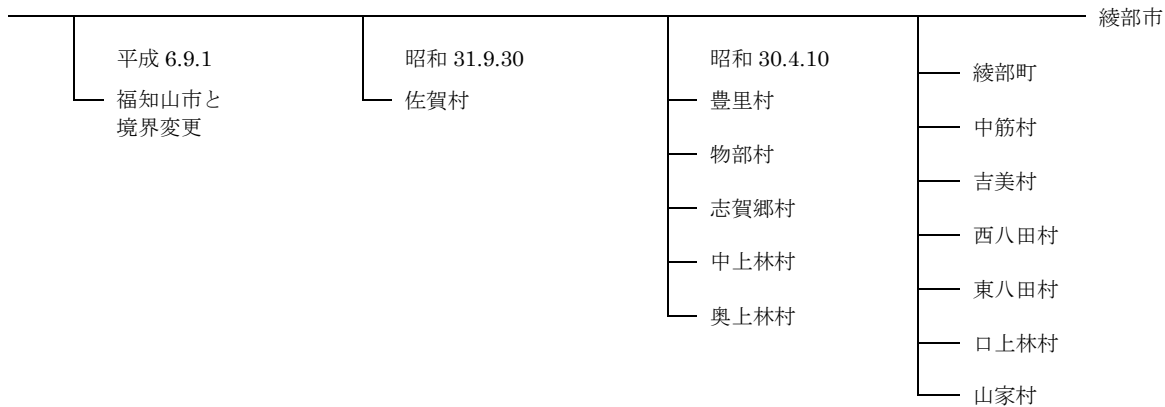 綾部市
平成 6.9.1
福知山市と
境界変更
昭和 31.9.30
佐賀村
昭和 30.4.10
豊里村
物部村
志賀郷村
中上林村
奥上林村
綾部町
中筋村
吉美村
西八田村
東八田村
口上林村
山家村